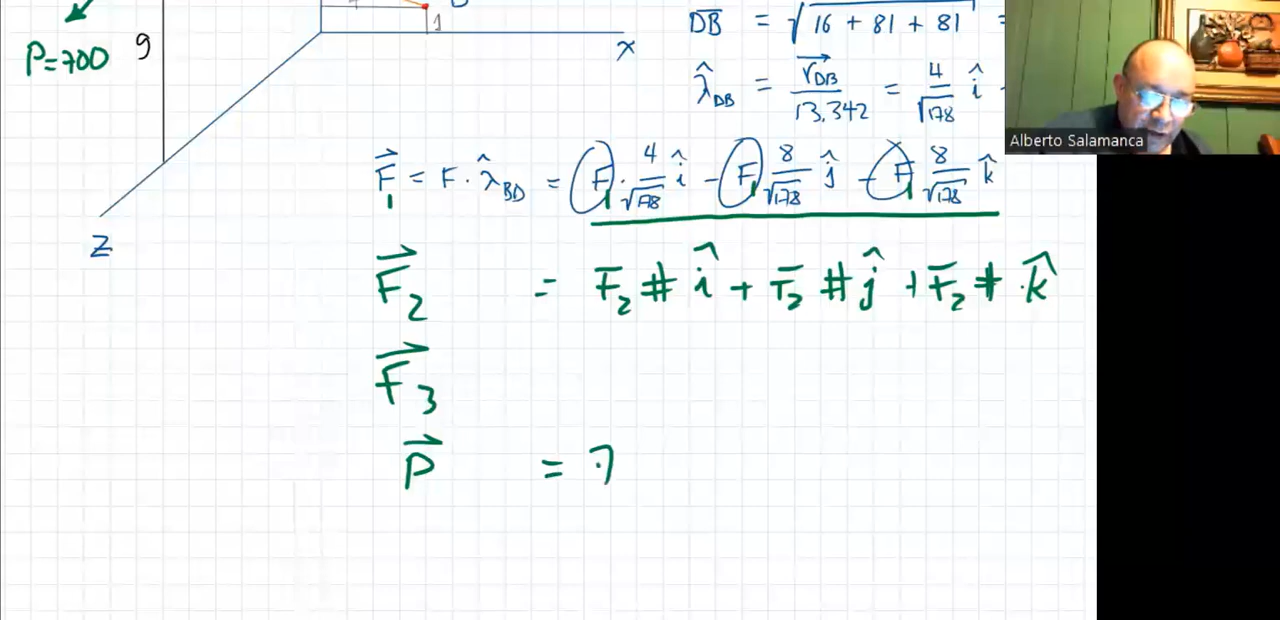 P=700
9
1
x
z
DB = √16 + 81 + 81 =
λ̂DB = r⃗DB / 13.342 = 4/√178 î
F⃗1 = F · λ̂BD = F1 · 4/√178 î - F1 8/√178 ĵ - F1 8/√178 k̂
F⃗2 = F2 # î + F2 # ĵ + F2 # k̂
F⃗3
P⃗ = 7
Alberto Salamanca